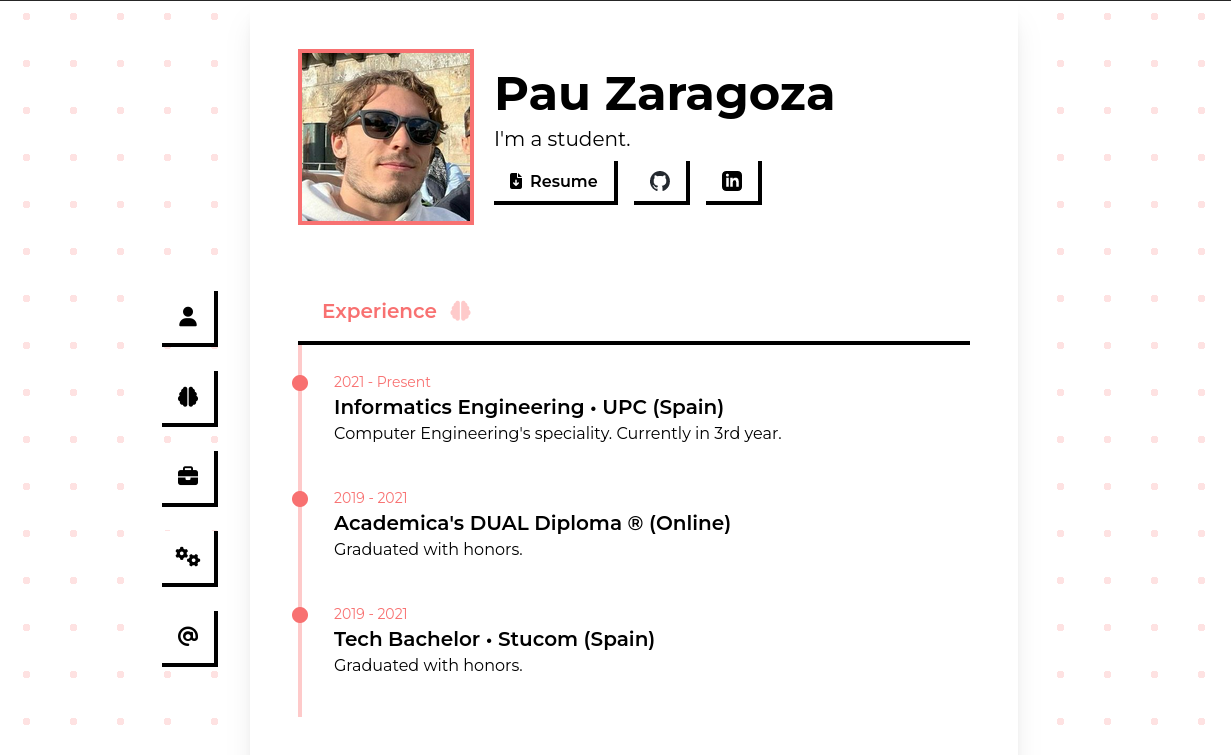 Pau Zaragoza
I'm a student.
Resume
Experience
2021 - Present
Informatics Engineering • UPC (Spain)
Computer Engineering's speciality. Currently in 3rd year.
2019 - 2021
Academica's DUAL Diploma ® (Online)
Graduated with honors.
2019 - 2021
Tech Bachelor • Stucom (Spain)
Graduated with honors.